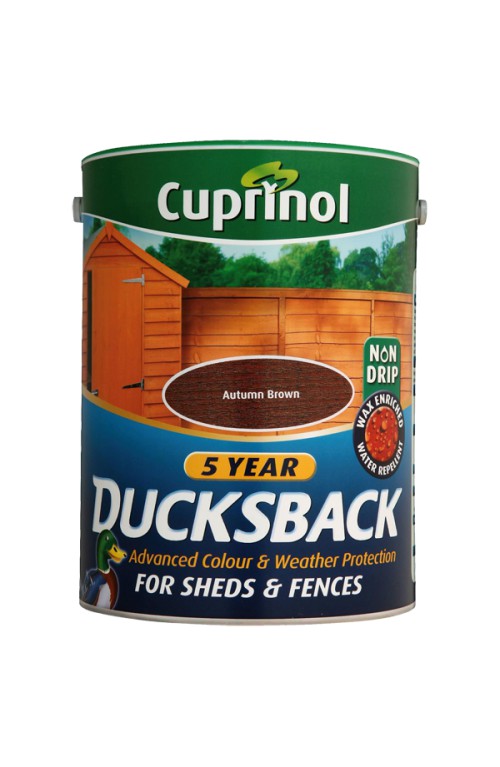 Cuprinol
NON
DRIP
WAX ENRICHED
WATER REPELLENT
Autumn Brown
5 YEAR
DUCKSBACK
Advanced Colour & Weather Protection
FOR SHEDS & FENCES